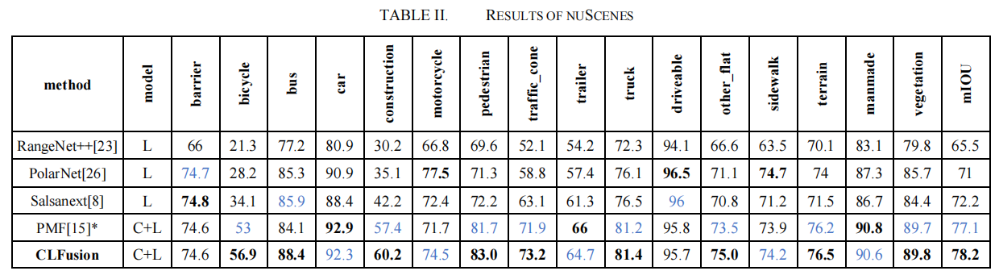 TABLE II. RESULTS OF NUSCENES
method model barrier bicycle bus car construction motorcycle pedestrian traffic_cone trailer truck driveable other_flat sidewalk terrain manmade vegetation mIOU
RangeNet++[23] L 66 21.3 77.2 80.9 30.2 66.8 69.6 52.1 54.2 72.3 94.1 66.6 63.5 70.1 83.1 79.8 65.5
PolarNet[26] L 74.7 28.2 85.3 90.9 35.1 77.5 71.3 58.8 57.4 76.1 96.5 71.1 74.7 74 87.3 85.7 71
Salsanext[8] L 74.8 34.1 85.9 88.4 42.2 72.4 72.2 63.1 61.3 76.5 96 70.8 71.2 71.5 86.7 84.4 72.2
PMF[15]* C+L 74.6 53 84.1 92.9 57.4 71.7 81.7 71.9 66 81.2 95.8 73.5 73.9 76.2 90.8 89.7 77.1
CLFusion C+L 74.6 56.9 88.4 92.3 60.2 74.5 83.0 73.2 64.7 81.4 95.7 75.0 74.2 76.5 90.6 89.8 78.2